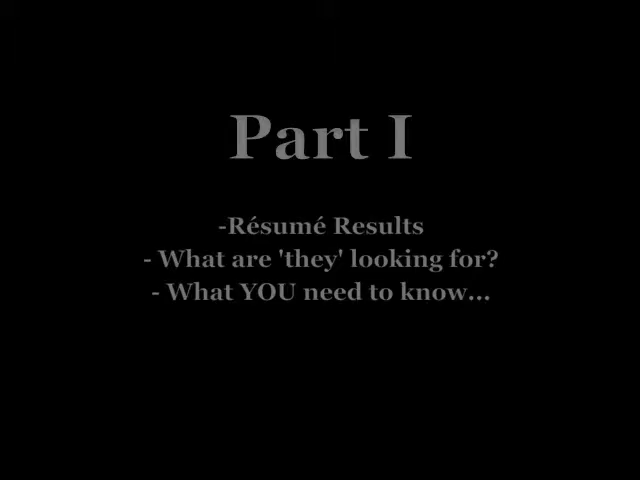 Part I
-Résumé Results
- What are 'they' looking for?
- What YOU need to know...